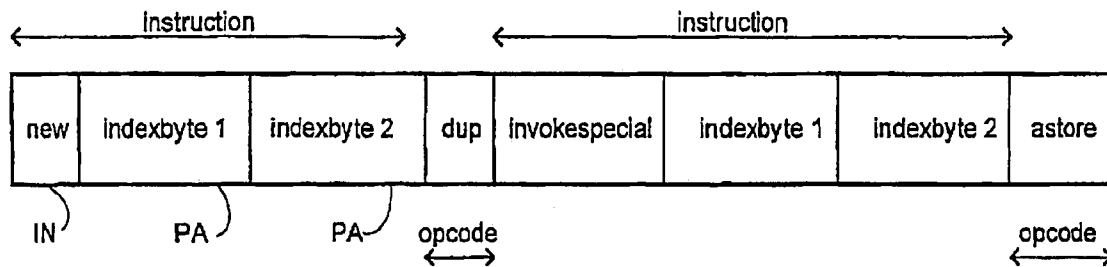 instruction instruction
new indexbyte 1 indexbyte 2 dup invokespecial indexbyte 1 indexbyte 2 astore
IN PA PA opcode opcode